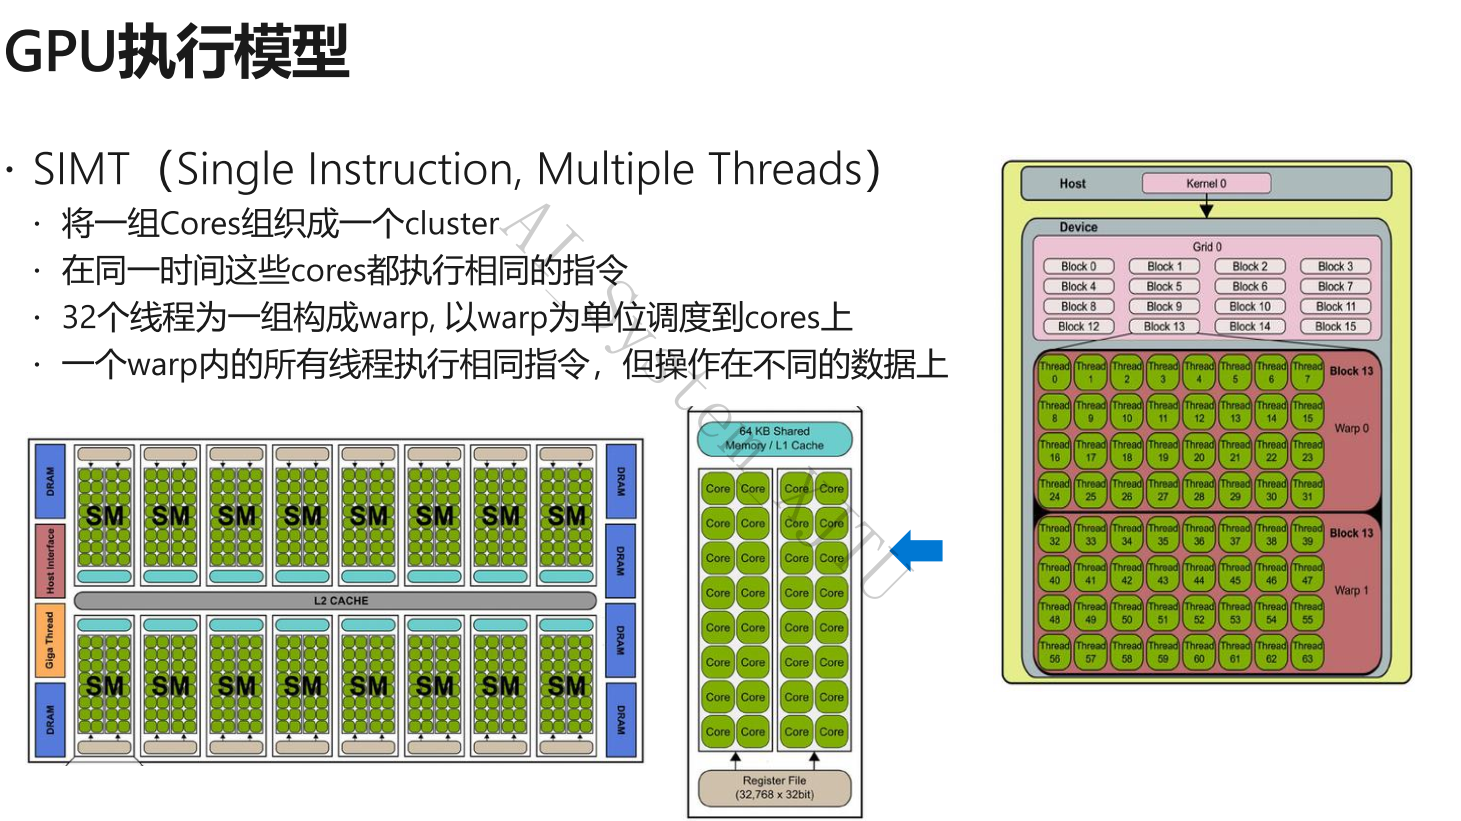 GPU执行模型
· SIMT（Single Instruction, Multiple Threads）
· 将一组Cores组织成一个cluster
· 在同一时间这些cores都执行相同的指令
· 32个线程为一组构成warp, 以warp为单位调度到cores上
· 一个warp内的所有线程执行相同指令，但操作在不同的数据上
AI_System_XJTU
DRAM
Host Interface
Giga Thread
DRAM
SM SM SM SM SM SM SM SM
L2 CACHE
SM SM SM SM SM SM SM SM
DRAM
DRAM
DRAM
DRAM
64 KB Shared
Memory / L1 Cache
Core Core Core Core
Core Core Core Core
Core Core Core Core
Core Core Core Core
Core Core Core Core
Core Core Core Core
Core Core Core Core
Core Core Core Core
Register File
(32,768 x 32bit)
Host
Kernel 0
Device
Grid 0
Block 0 Block 1 Block 2 Block 3
Block 4 Block 5 Block 6 Block 7
Block 8 Block 9 Block 10 Block 11
Block 12 Block 13 Block 14 Block 15
Block 13
Warp 0
Thread Thread Thread Thread Thread Thread Thread Thread
0 1 2 3 4 5 6 7
Thread Thread Thread Thread Thread Thread Thread Thread
8 9 10 11 12 13 14 15
Thread Thread Thread Thread Thread Thread Thread Thread
16 17 18 19 20 21 22 23
Thread Thread Thread Thread Thread Thread Thread Thread
24 25 26 27 28 29 30 31
Block 13
Warp 1
Thread Thread Thread Thread Thread Thread Thread Thread
32 33 34 35 36 37 38 39
Thread Thread Thread Thread Thread Thread Thread Thread
40 41 42 43 44 45 46 47
Thread Thread Thread Thread Thread Thread Thread Thread
48 49 50 51 52 53 54 55
Thread Thread Thread Thread Thread Thread Thread Thread
56 57 58 59 60 61 62 63